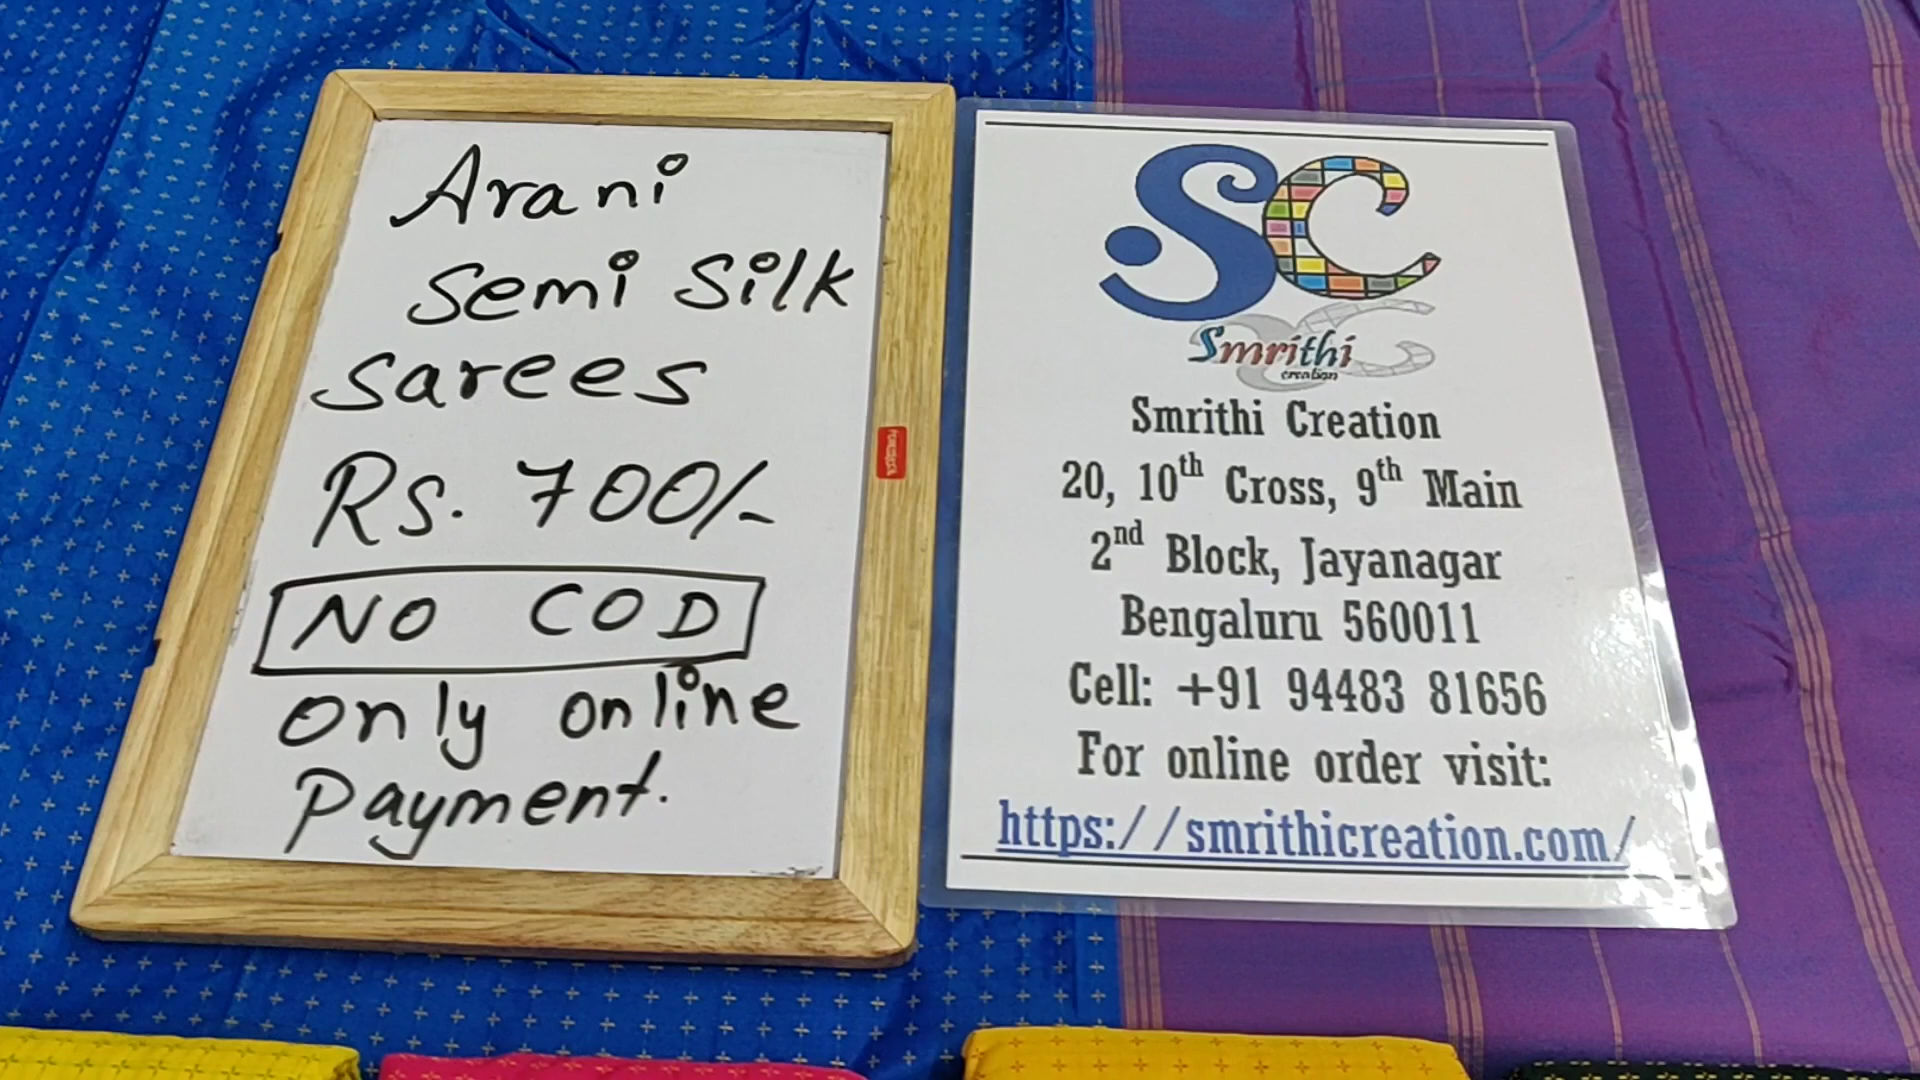 Arani
Semi Silk
Sarees
Rs. 700/-
NO COD
only online
Payment.
SC
Smrithi
creation
Smrithi Creation
20, 10th Cross, 9th Main
2nd Block, Jayanagar
Bengaluru 560011
Cell: +91 94483 81656
For online order visit:
https://smrithicreation.com/